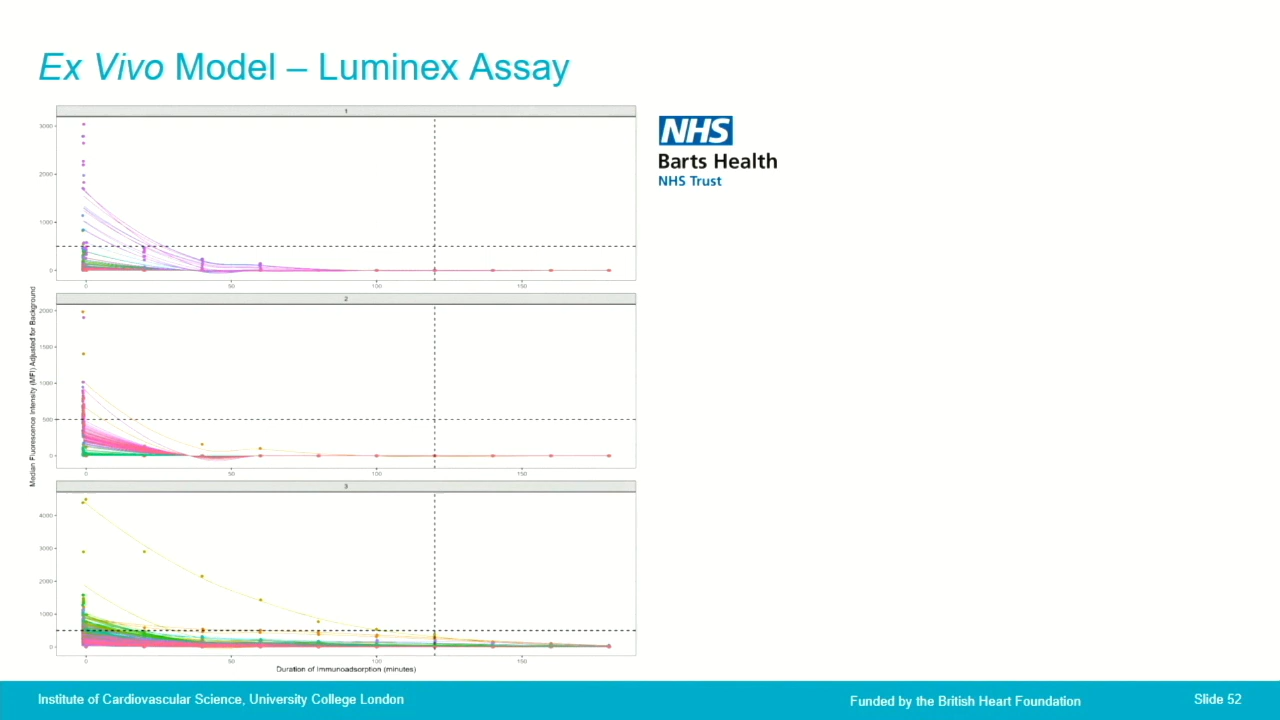 Ex Vivo Model – Luminex Assay
1
3000
2000
1000
0
0 50 100 150
2
2000
1500
1000
500
0
0 50 100 150
3
4000
3000
2000
1000
0
0 50 100 150
Median Fluorescence Intensity (MFI) Adjusted for Background
Duration of Immunoadsorption (minutes)
NHS
Barts Health
NHS Trust
Institute of Cardiovascular Science, University College London
Funded by the British Heart Foundation
Slide 52